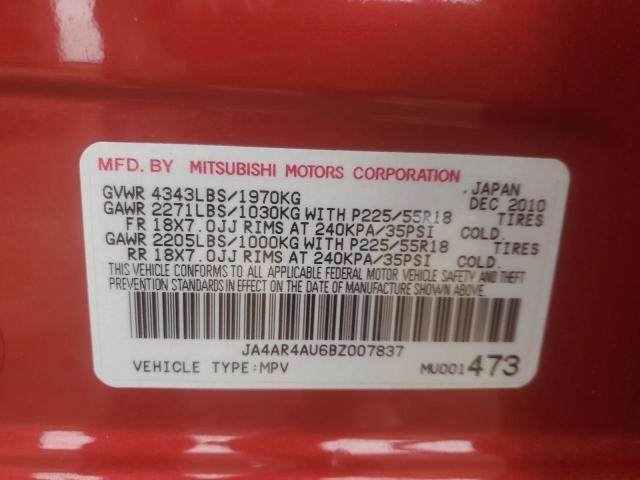 MFD. BY MITSUBISHI MOTORS CORPORATION
GVWR 4343LBS/1970KG JAPAN DEC 2010
GAWR 2271LBS/1030KG WITH P225/55R18 TIRES
FR 18X7.0JJ RIMS AT 240KPA/35PSI COLD.
GAWR 2205LBS/1000KG WITH P225/55R18 TIRES
RR 18X7.0JJ RIMS AT 240KPA/35PSI COLD.
THIS VEHICLE CONFORMS TO ALL APPLICABLE FEDERAL MOTOR VEHICLE SAFETY AND THEFT
PREVENTION STANDARDS IN EFFECT ON THE DATE OF MANUFACTURE SHOWN ABOVE.
JA4AR4AU6BZ007837
VEHICLE TYPE:MPV MU001473